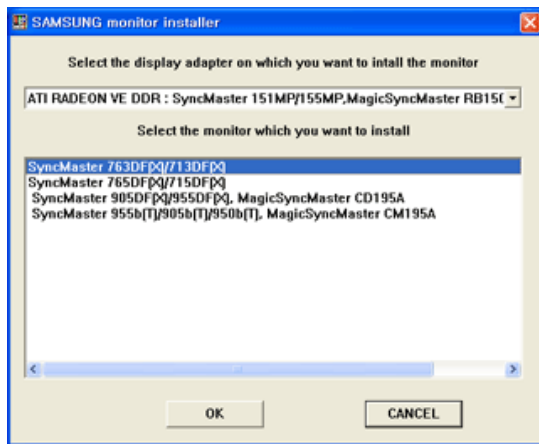 SAMSUNG monitor installer
Select the display adapter on which you want to intall the monitor
ATI RADEON VE DDR : SyncMaster 151MP/155MP,MagicSyncMaster RB15(
Select the monitor which you want to install
SyncMaster 763DF[X]/713DF[X]
SyncMaster 765DF[X]/715DF[X]
SyncMaster 905DF[X]/955DF[X], MagicSyncMaster CD195A
SyncMaster 955b[T]/905b[T]/950b[T], MagicSyncMaster CM195A
OK CANCEL